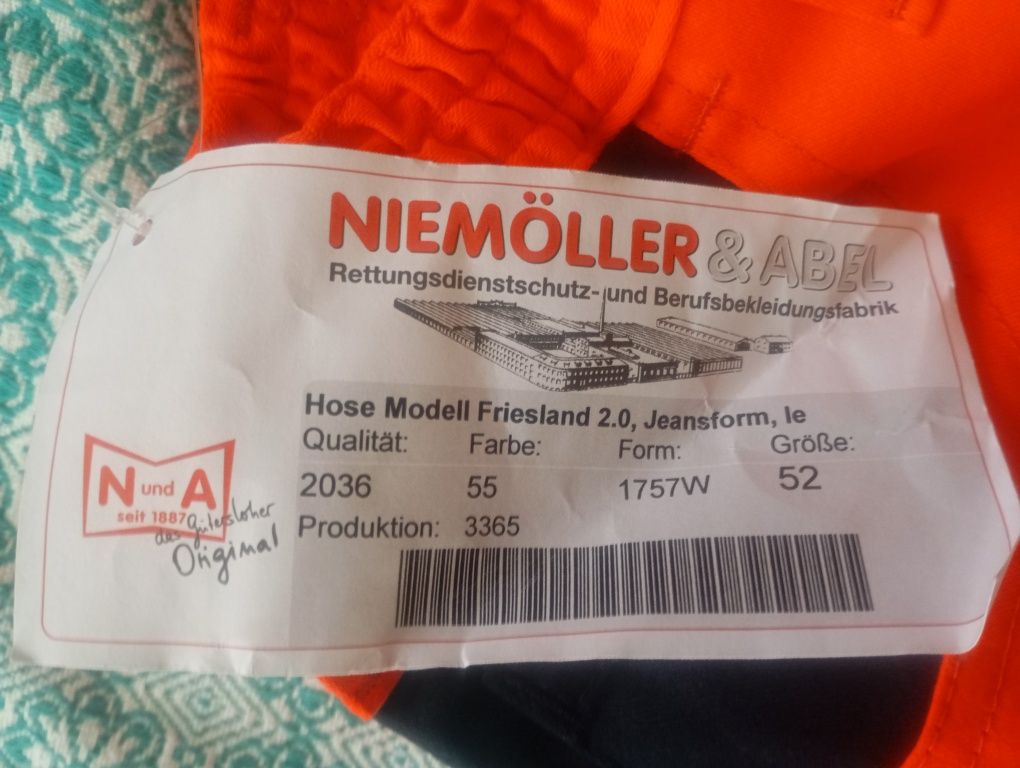 NIEMÖLLER & ABEL
Rettungsdienstschutz- und Berufsbekleidungsfabrik
Hose Modell Friesland 2.0, Jeansform, le
Qualität: Farbe: Form: Größe:
2036 55 1757W 52
Produktion: 3365
N und A
seit 1887
das Gütersloher
Original